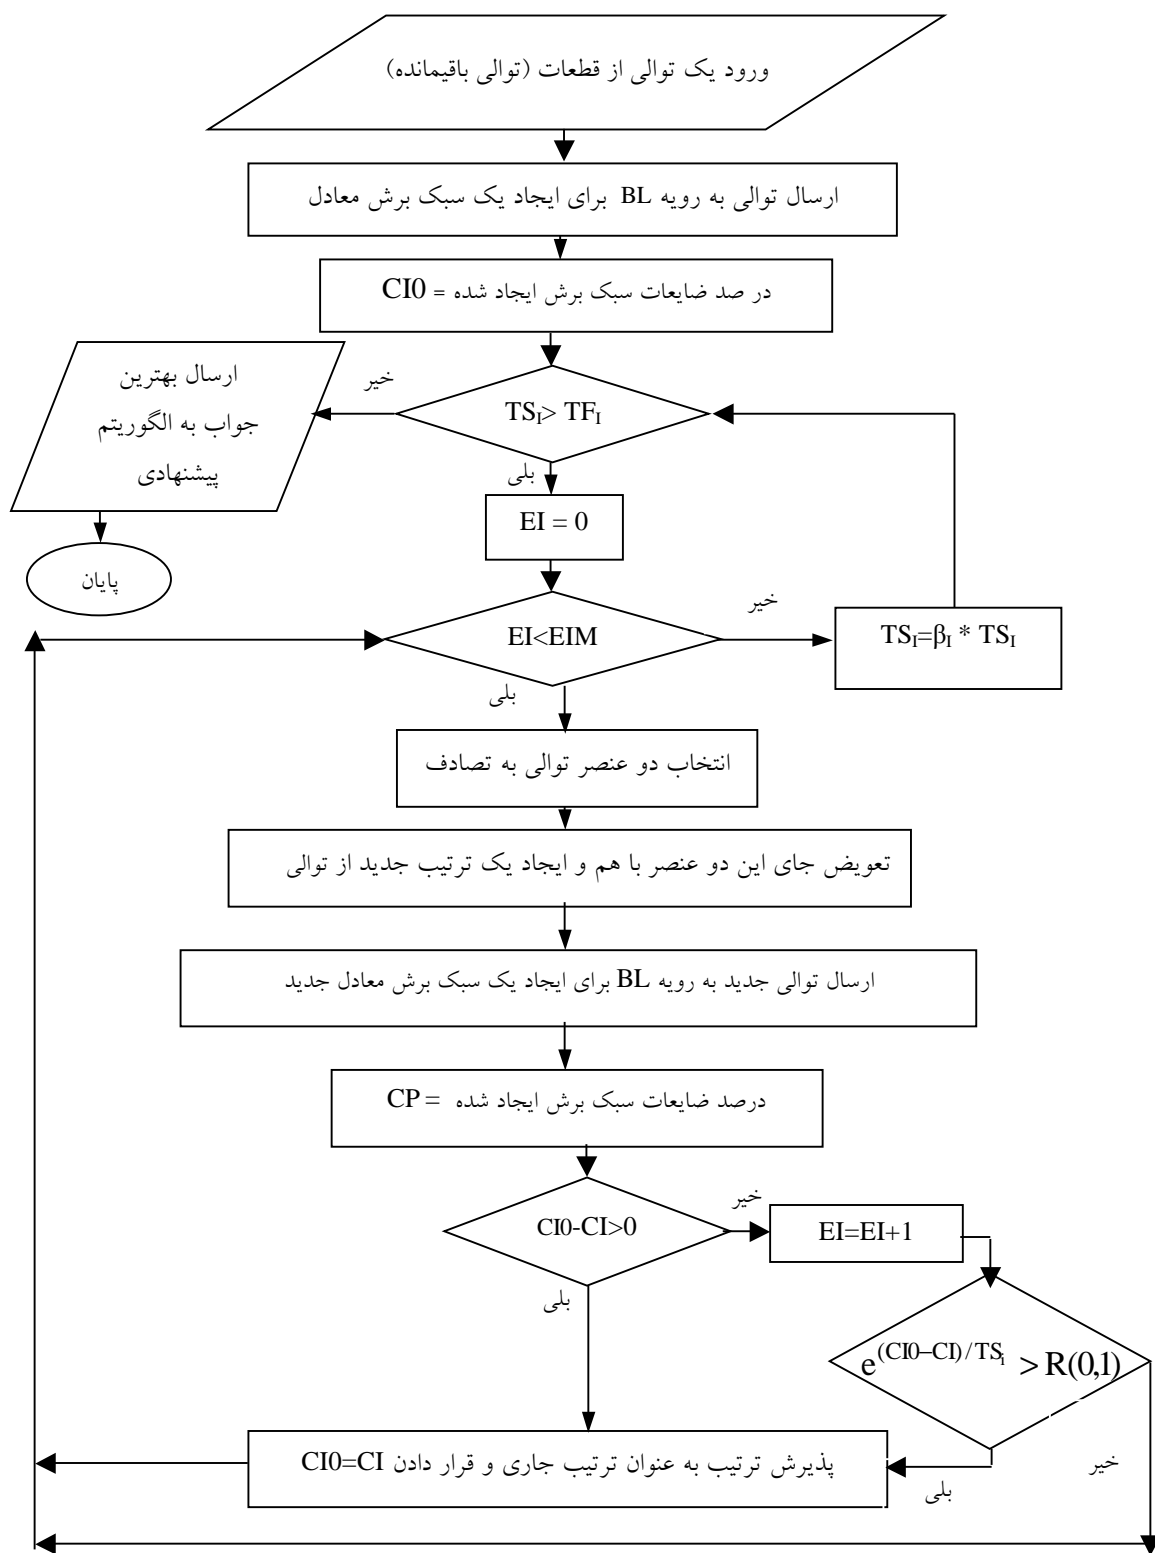 ورود یک توالی از قطعات (توالی باقیمانده)
ارسال توالی به رویه BL برای ایجاد یک سبک برش معادل
در صد ضایعات سبک برش ایجاد شده = CI0
ارسال بهترین
جواب به الگوریتم
پیشنهادی
خیر
TS_I> TF_I
بلی
EI = 0
پایان
خیر
EI<EIM
TS_I=β_I * TS_I
بلی
انتخاب دو عنصر توالی به تصادف
تعویض جای این دو عنصر با هم و ایجاد یک ترتیب جدید از توالی
ارسال توالی جدید به رویه BL برای ایجاد یک سبک برش معادل جدید
درصد ضایعات سبک برش ایجاد شده = CP
خیر
CI0-CI>0
EI=EI+1
بلی
e^(CI0−CI)/TS_i > R(0,1)
پذیرش ترتیب به عنوان ترتیب جاری و قرار دادن CI0=CI
خیر
بلی